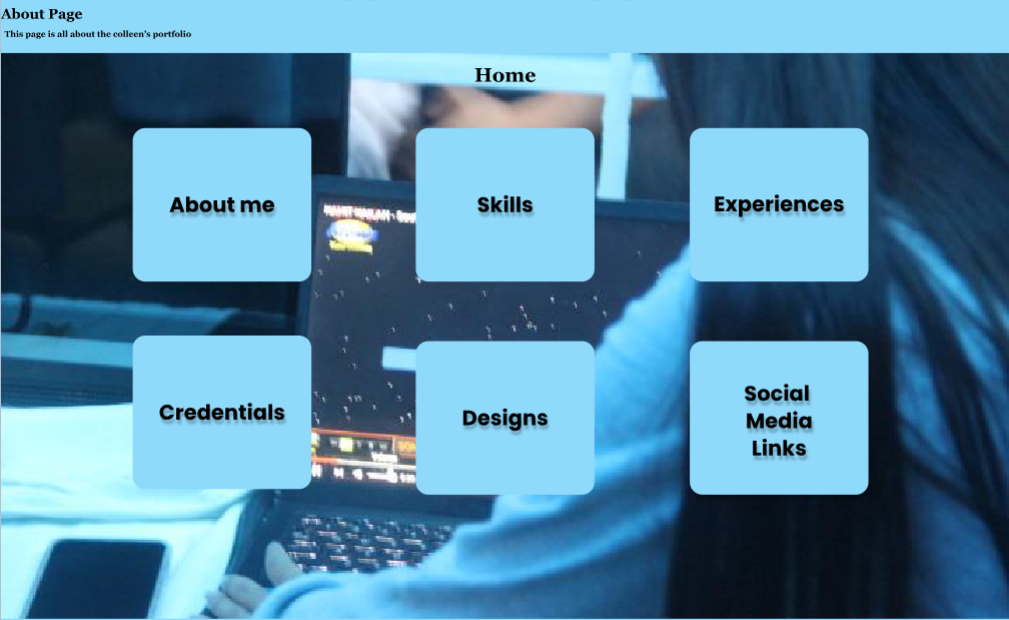 About Page
This page is all about the colleen's portfolio
Home
About me
Skills
Experiences
Credentials
Designs
Social
Media
Links